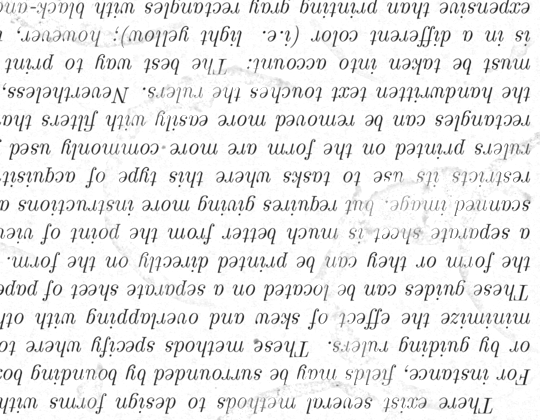 There exist several methods to design forms with
For instance, fields may be surrounded by bounding box
or by guiding rulers. These methods specify where to
minimize the effect of skew and overlapping with oth
These guides can be located on a separate sheet of pape
the form or they can be printed directly on the form.
a separate sheet is much better from the point of view
scanned image, but requires giving more instructions a
restricts its use to tasks where this type of acquisiti
rulers printed on the form are more commonly used
rectangles can be removed more easily with filters than
the handwritten text touches the rulers. Nevertheless,
must be taken into account: The best way to print
is in a different color (i.e. light yellow); however,
expensive than printing gray rectangles with black-and